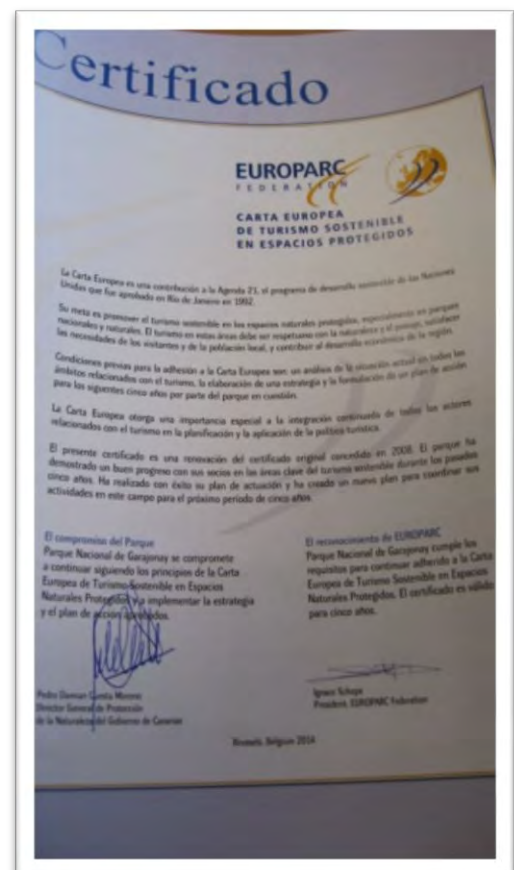 Certificado
EUROPARC
FEDERATION
CARTA EUROPEA
DE TURISMO SOSTENIBLE
EN ESPACIOS PROTEGIDOS
La Carta Europea es una contribución a la Agenda 21, el programa de desarrollo sostenible de las Naciones
Unidas que fue aprobado en Río de Janeiro en 1992.
Su meta es promover el turismo sostenible en los espacios naturales protegidos, especialmente en parques
nacionales y naturales. El turismo en estas áreas debe ser respetuoso con la naturaleza y el paisaje, satisfacer
las necesidades de los visitantes y de la población local, y contribuir al desarrollo económico de la región.
Condiciones previas para la adhesión a la Carta Europea son: un análisis de la situación actual en todos los
ámbitos relacionados con el turismo, la elaboración de una estrategia y la formulación de un plan de acción
para los siguientes cinco años por parte del parque en cuestión.
La Carta Europea otorga una importancia especial a la integración continuada de todos los actores
relacionados con el turismo en la planificación y la aplicación de la política turística.
El presente certificado es una renovación del certificado original concedido en 2008. El parque ha
demostrado un buen progreso con sus socios en las áreas clave del turismo sostenible durante los pasados
cinco años. Ha realizado con éxito su plan de actuación y ha creado un nuevo plan para coordinar sus
actividades en este campo para el próximo período de cinco años.
El compromiso del Parque
Parque Nacional de Garajonay se compromete
a continuar siguiendo los principios de la Carta
Europea de Turismo Sostenible en Espacios
Naturales Protegidos y a implementar la estrategia
y el plan de acción aprobados.
Pedro Damian Cuesta Moreno
Director General de Protección
de la Naturaleza del Gobierno de Canarias
El reconocimiento de EUROPARC
Parque Nacional de Garajonay cumple los
requisitos para continuar adherido a la Carta
Europea de Turismo Sostenible en Espacios
Naturales Protegidos. El certificado es válido
para cinco años.
Ignace Schops
President, EUROPARC Federation
Brussels, Belgium 2014